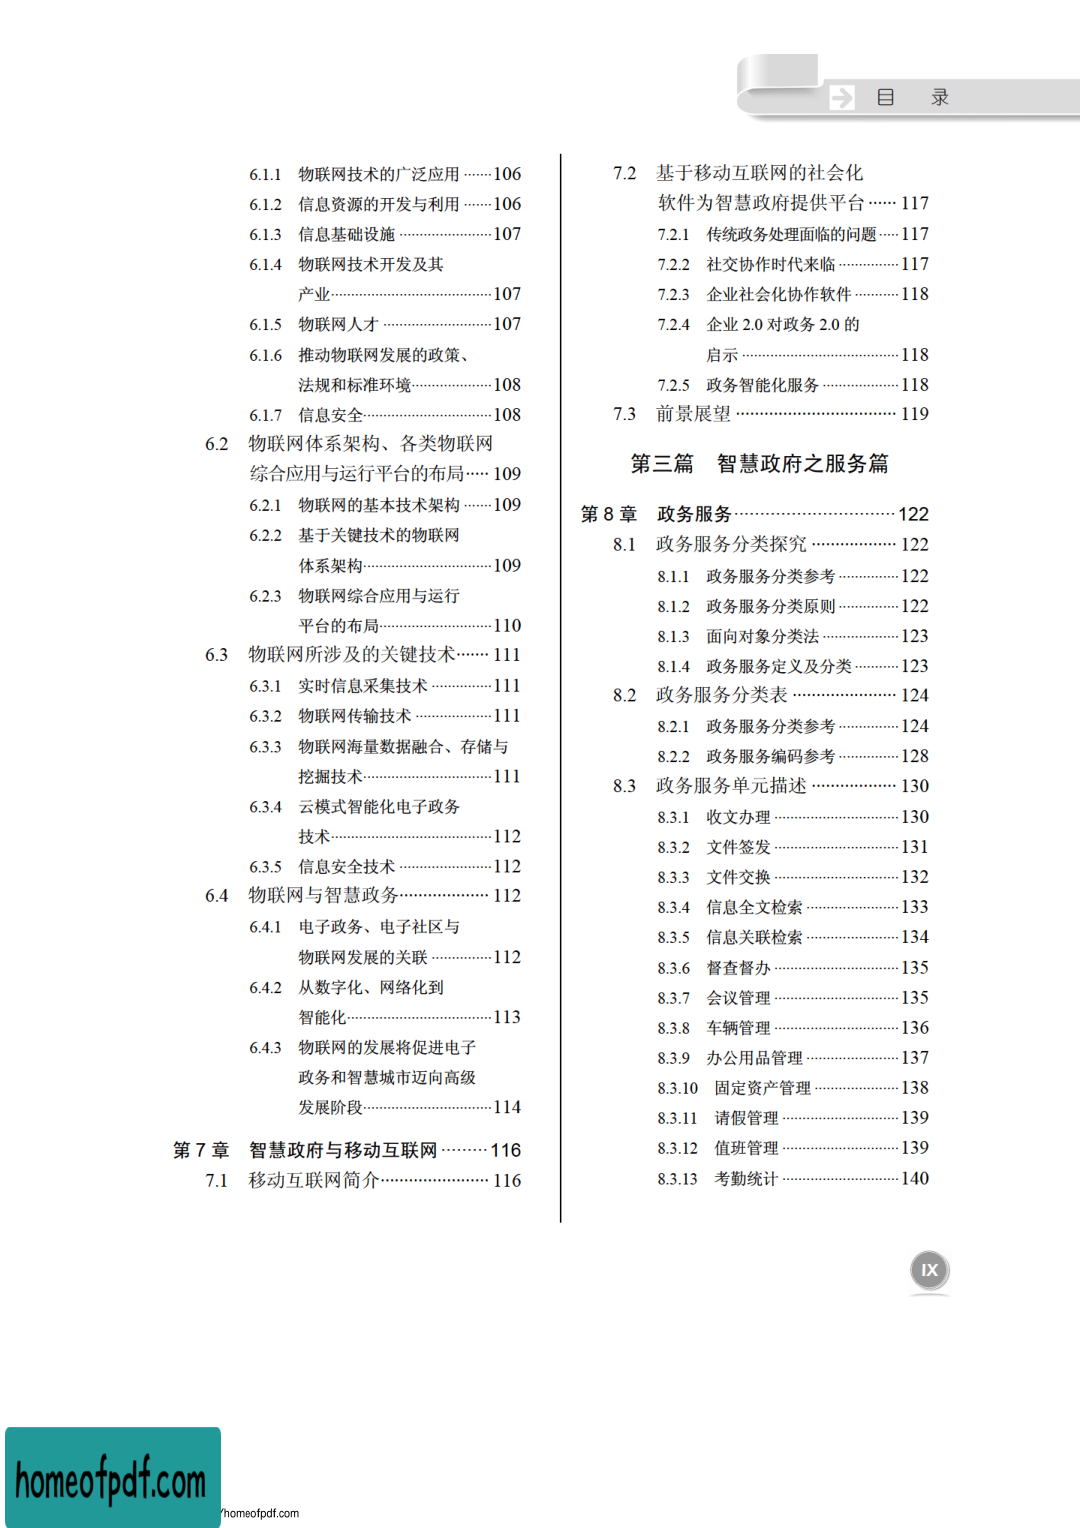 目 录
6.1.1 物联网技术的广泛应用 ·······106
6.1.2 信息资源的开发与利用 ·······106
6.1.3 信息基础设施 ·······················107
6.1.4 物联网技术开发及其
产业········································107
6.1.5 物联网人才 ···························107
6.1.6 推动物联网发展的政策、
法规和标准环境····················108
6.1.7 信息安全································108
6.2 物联网体系架构、各类物联网
综合应用与运行平台的布局····· 109
6.2.1 物联网的基本技术架构 ·······109
6.2.2 基于关键技术的物联网
体系架构································109
6.2.3 物联网综合应用与运行
平台的布局····························110
6.3 物联网所涉及的关键技术······· 111
6.3.1 实时信息采集技术 ···············111
6.3.2 物联网传输技术 ···················111
6.3.3 物联网海量数据融合、存储与
挖掘技术································111
6.3.4 云模式智能化电子政务
技术········································112
6.3.5 信息安全技术 ·······················112
6.4 物联网与智慧政务··················· 112
6.4.1 电子政务、电子社区与
物联网发展的关联 ···············112
6.4.2 从数字化、网络化到
智能化····································113
6.4.3 物联网的发展将促进电子
政务和智慧城市迈向高级
发展阶段································114
第 7 章 智慧政府与移动互联网 ·········116
7.1 移动互联网简介······················· 116
7.2 基于移动互联网的社会化
软件为智慧政府提供平台 ······ 117
7.2.1 传统政务处理面临的问题 ·····117
7.2.2 社交协作时代来临 ···············117
7.2.3 企业社会化协作软件 ···········118
7.2.4 企业 2.0 对政务 2.0 的
启示 ·······································118
7.2.5 政务智能化服务 ···················118
7.3 前景展望 ·································· 119
第三篇 智慧政府之服务篇
第 8 章 政务服务·······························122
8.1 政务服务分类探究 ·················· 122
8.1.1 政务服务分类参考 ···············122
8.1.2 政务服务分类原则 ···············122
8.1.3 面向对象分类法 ···················123
8.1.4 政务服务定义及分类 ···········123
8.2 政务服务分类表 ······················ 124
8.2.1 政务服务分类参考 ···············124
8.2.2 政务服务编码参考 ···············128
8.3 政务服务单元描述 ·················· 130
8.3.1 收文办理 ·······························130
8.3.2 文件签发 ·······························131
8.3.3 文件交换 ·······························132
8.3.4 信息全文检索 ·······················133
8.3.5 信息关联检索 ·······················134
8.3.6 督查督办 ·······························135
8.3.7 会议管理 ·······························135
8.3.8 车辆管理 ·······························136
8.3.9 办公用品管理 ·······················137
8.3.10 固定资产管理 ·····················138
8.3.11 请假管理 ·····························139
8.3.12 值班管理 ·····························139
8.3.13 考勤统计 ·····························140
IX
homeofpdf.com
/homeofpdf.com